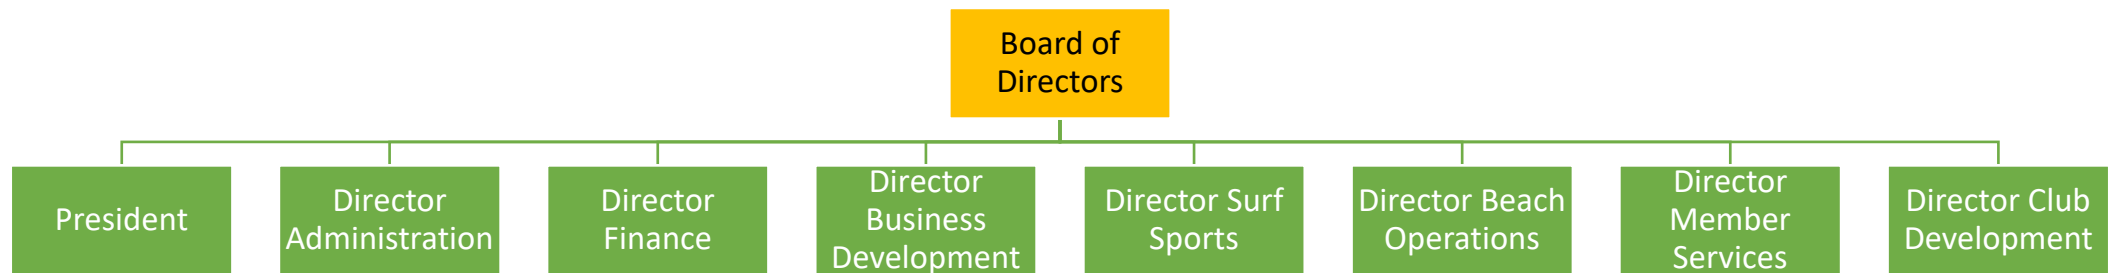 Board of
Directors
President
Director
Administration
Director
Finance
Director
Business
Development
Director Surf
Sports
Director Beach
Operations
Director
Member
Services
Director Club
Development